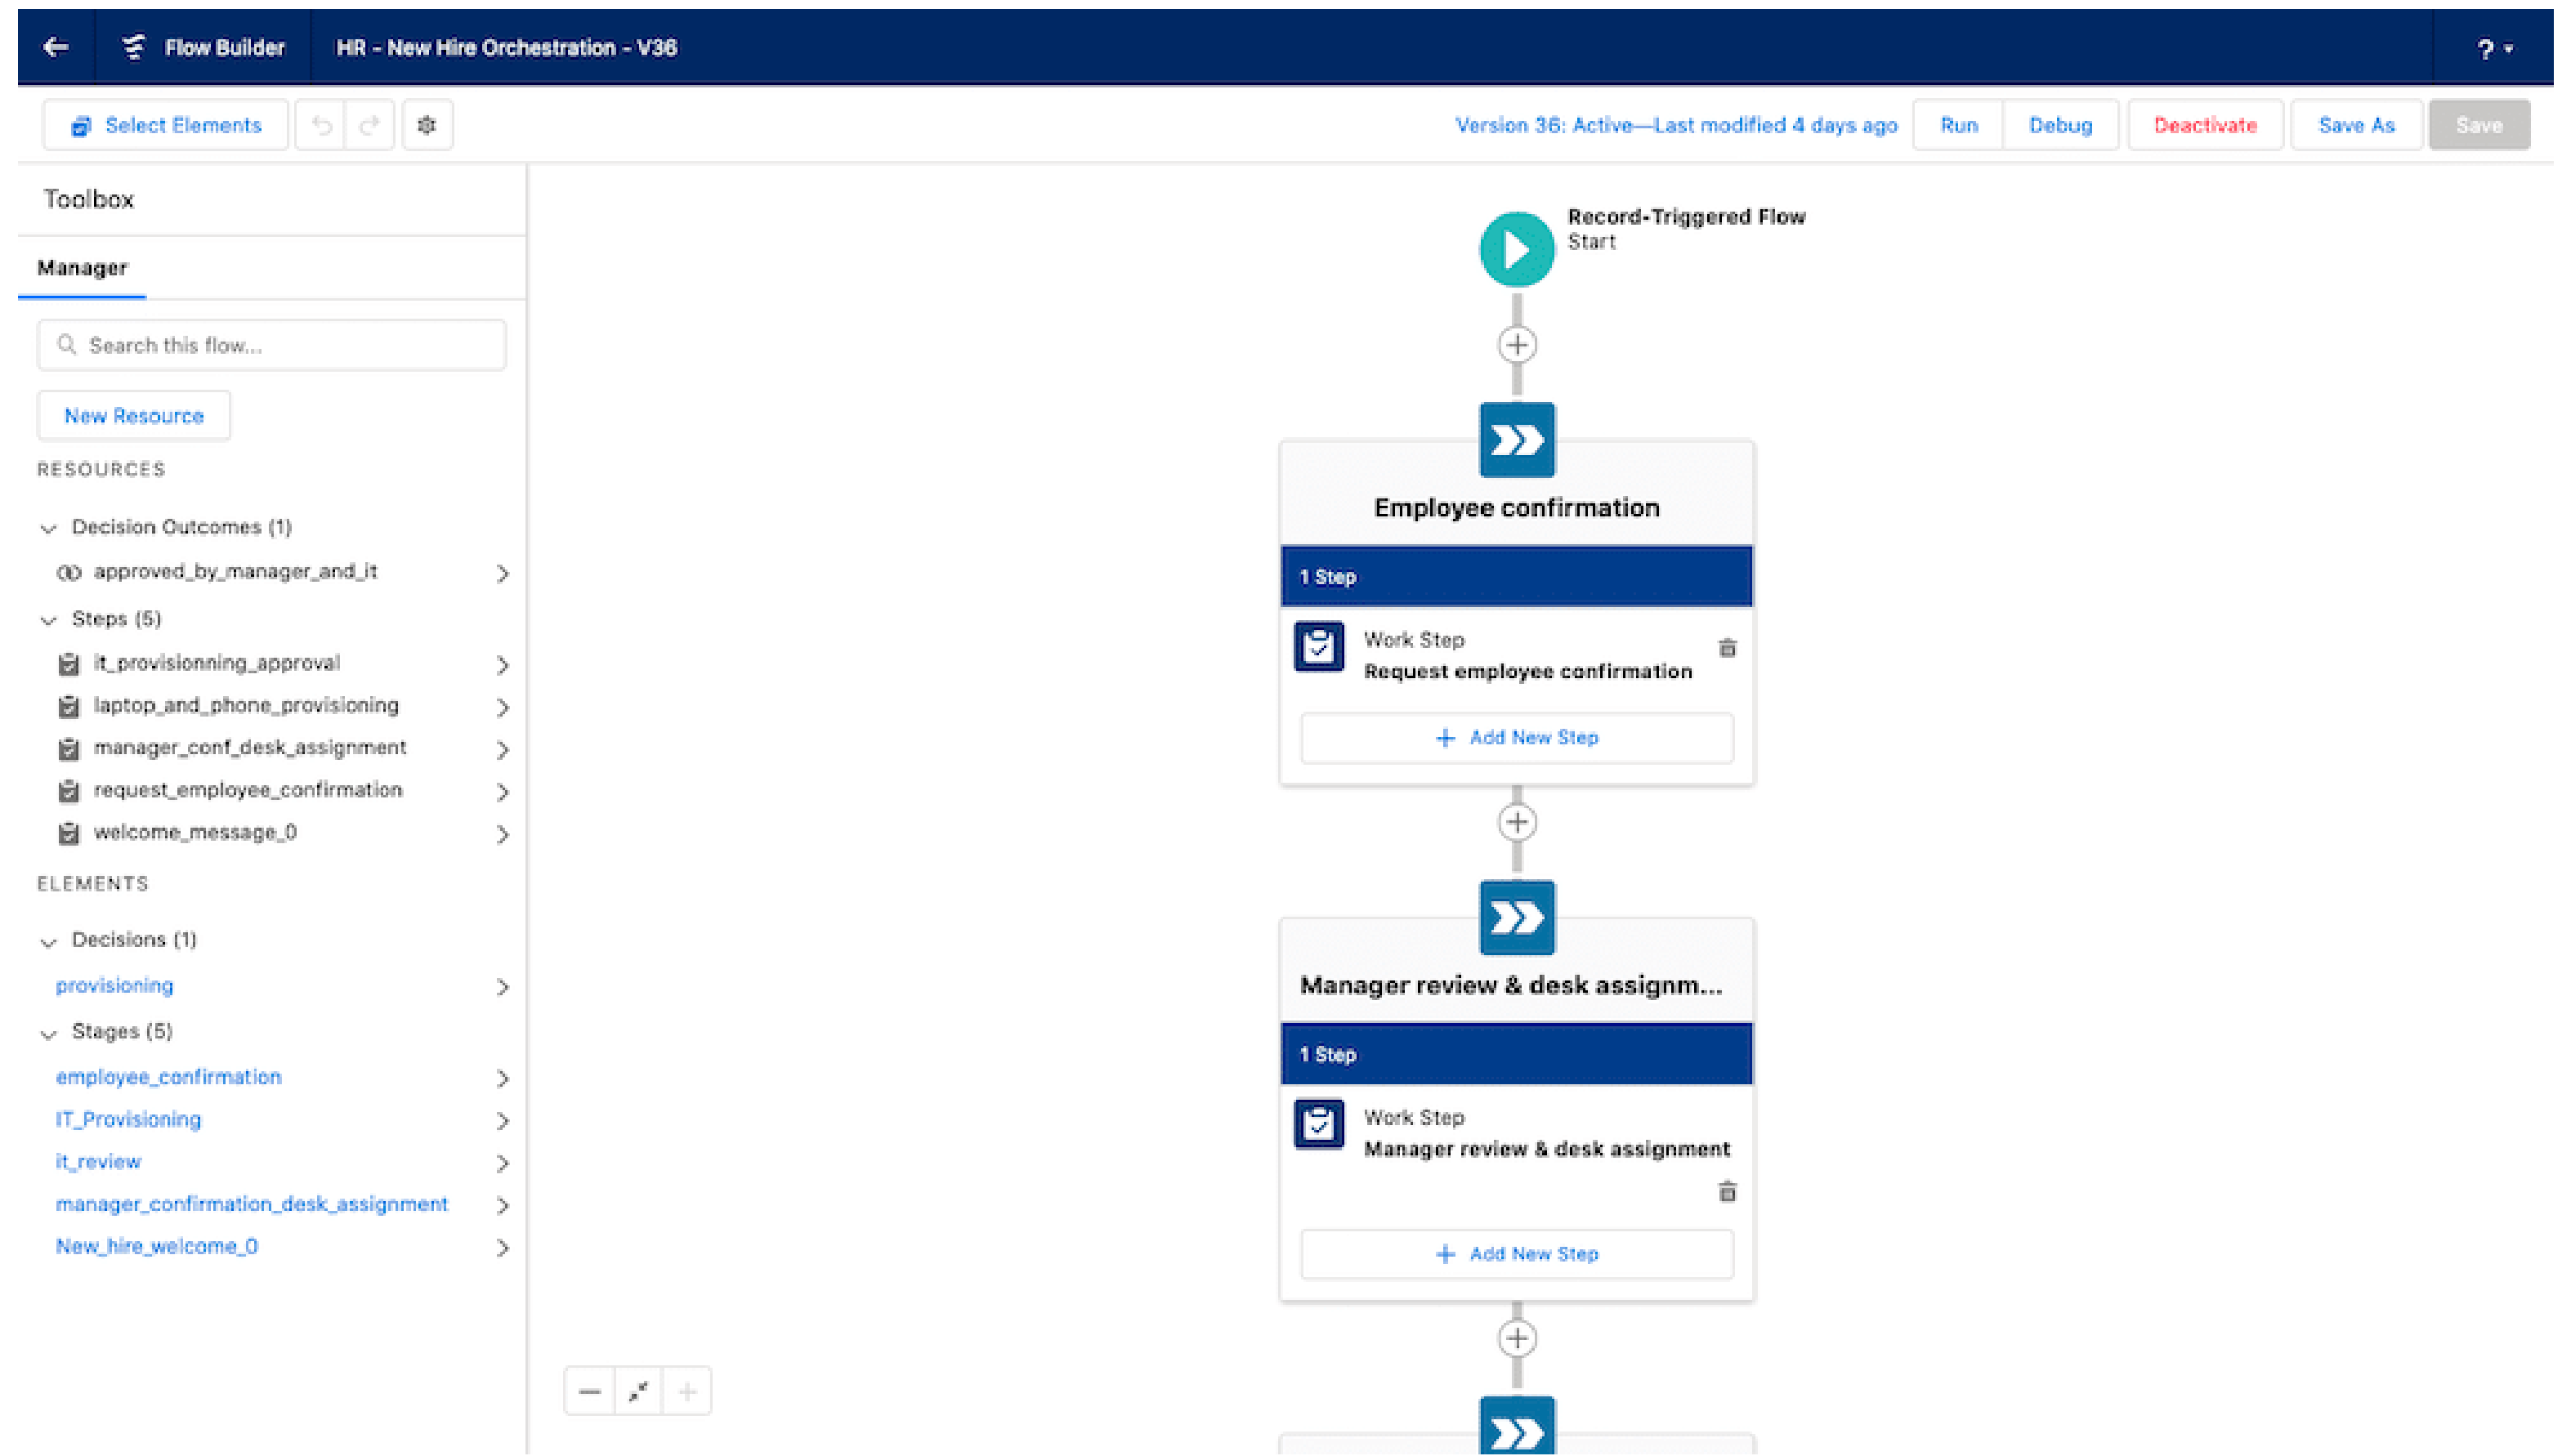 Flow Builder
HR - New Hire Orchestration - V36
?
Select Elements
Version 36: Active—Last modified 4 days ago
Run
Debug
Deactivate
Save As
Save
Toolbox
Manager
Search this flow...
New Resource
RESOURCES
Decision Outcomes (1)
approved_by_manager_and_it
Steps (5)
it_provisionning_approval
laptop_and_phone_provisioning
manager_conf_desk_assignment
request_employee_confirmation
welcome_message_0
ELEMENTS
Decisions (1)
provisioning
Stages (5)
employee_confirmation
IT_Provisioning
it_review
manager_confirmation_desk_assignment
New_hire_welcome_0
Record-Triggered Flow
Start
Employee confirmation
1 Step
Work Step
Request employee confirmation
+ Add New Step
Manager review & desk assignm...
1 Step
Work Step
Manager review & desk assignment
+ Add New Step